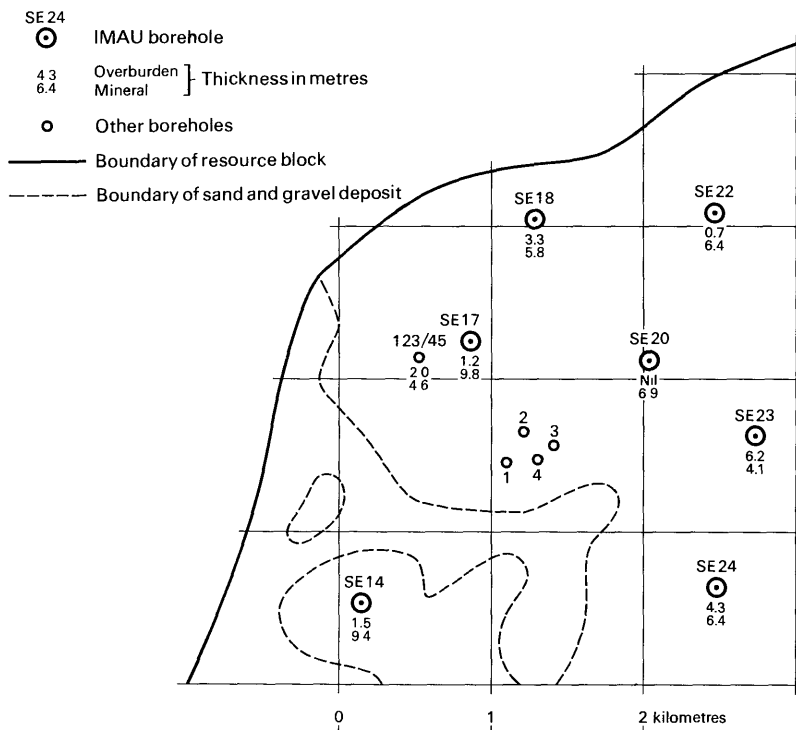 SE24
IMAU borehole
4 3 Overburden
6.4 Mineral
Thickness in metres
Other boreholes
Boundary of resource block
Boundary of sand and gravel deposit
SE18
3.3
5.8
SE22
0.7
6.4
SE17
1.2
9.8
123/45
2 0
4 6
SE20
Nil
6 9
SE23
6.2
4.1
2
3
1
4
SE14
1.5
9 4
SE24
4.3
6.4
0 1 2 kilometres